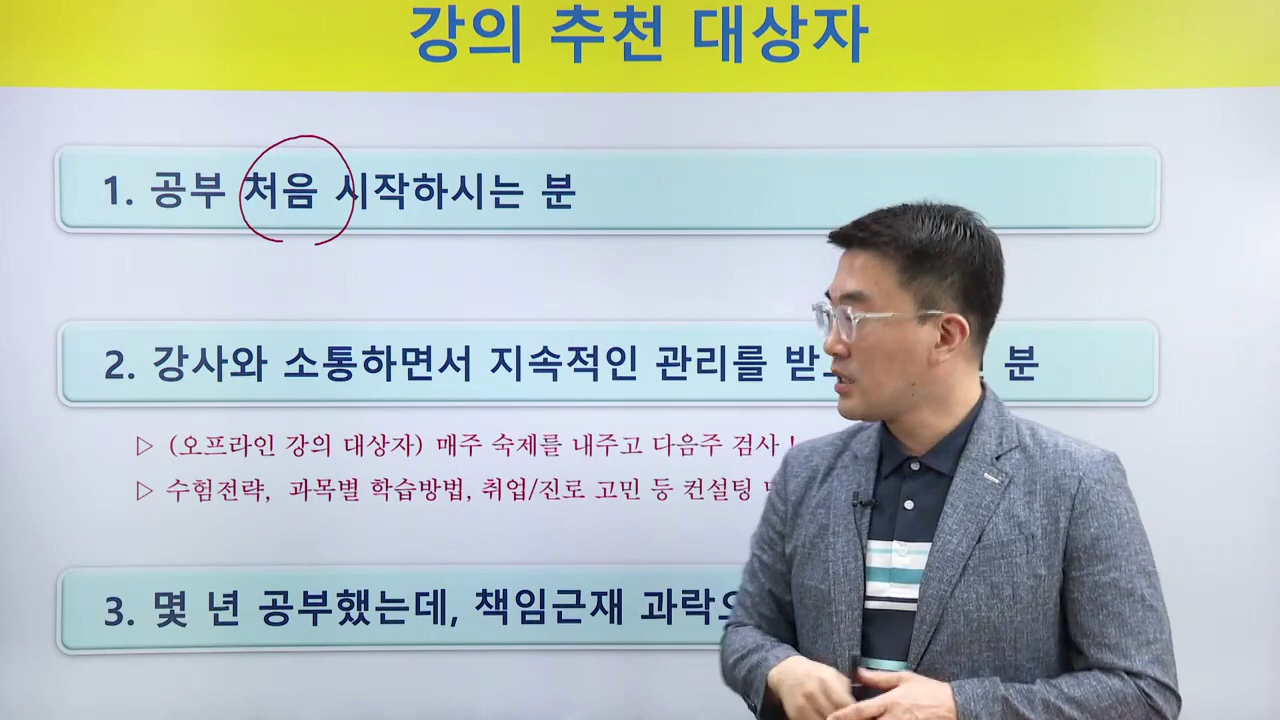 강의 추천 대상자
1. 공부 처음 시작하시는 분
2. 강사와 소통하면서 지속적인 관리를 분
▷ (오프라인 강의 대상자) 매주 숙제를 내주고 다음주 검사!
▷ 수험전략, 과목별 학습방법, 취업/진로 고민 등 컨설팅
3. 몇 년 공부했는데, 책임근재